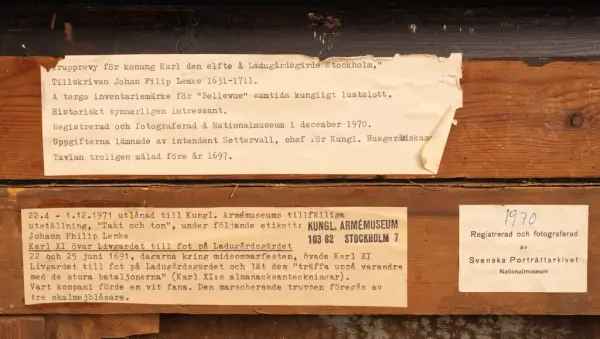 Trupprevy för konung Karl den elfte å Ladugårdsgärde Stockholm."
Tillskriven Johan Filip Lemke 1631-1711.
A tergo inventariemärke för "Bellevue" samtida kungligt lustslott.
Historiskt synnerligen intressant.
Registrerad och fotograferad å Nationalmuseum i december 1970.
Uppgifterna lämnade av intendent Settervall, chef för Kungl. Husgerådskam
Tavlan troligen målad före år 1697.
22.4 - 1.12.1971 utlånad till Kungl. Armémuseums tillfälliga
utställning, "Takt och ton", under följande etikett:
Johann Philip Lemke
Karl XI övar Livgardet till fot på Ladugårdsgärdet
22 och 25 juni 1691, dagarna kring midsommarfesten, övade Karl XI
Livgardet till fot på Ladugårdsgärdet och lät dem "träffa uppå varandra
med de stora bataljonerna" (Karl XI:s almanacksanteckningar).
Vart kompani förde en vit fana. Den marscherande truppen föregås av
tre skalmejblåsare.
KUNGL. ARMÉMUSEUM
103 82 STOCKHOLM 7
1970
Registrerad och fotograferad
av
Svenska Porträttarkivet
Nationalmuseum